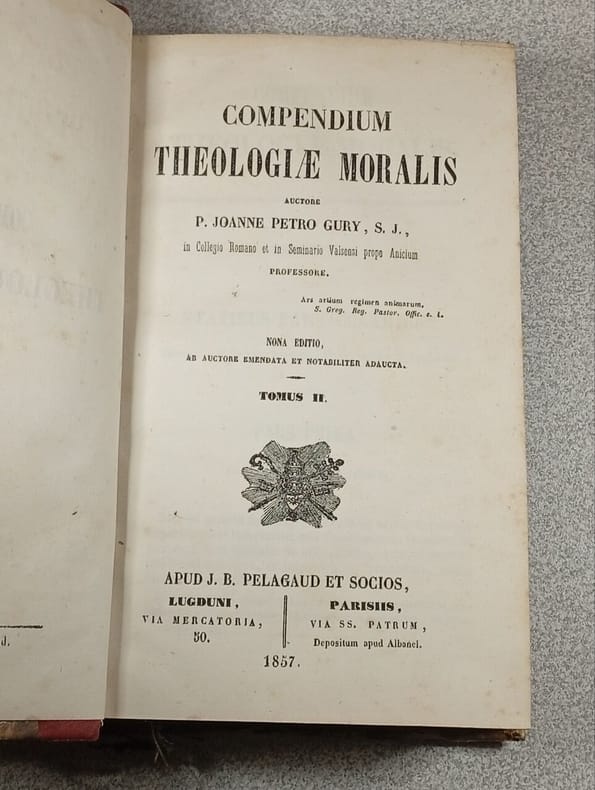 COMPENDIUM
THEOLOGIÆ MORALIS
AUCTORE
P. JOANNE PETRO GURY, S. J.,
in Collegio Romano et in Seminario Valsensi prope Anicium
PROFESSORE.
Ars artium regimen animarum,
S. Greg. Reg. Pastor. Offic. c. 1.
NONA EDITIO,
AB AUCTORE EMENDATA ET NOTABILITER ADAUCTA.
TOMUS II.
APUD J. B. PELAGAUD ET SOCIOS,
LUGDUNI,
VIA MERCATORIA,
50.
PARISIIS,
VIA SS. PATRUM,
Depositum apud Albanel.
1857.
J.